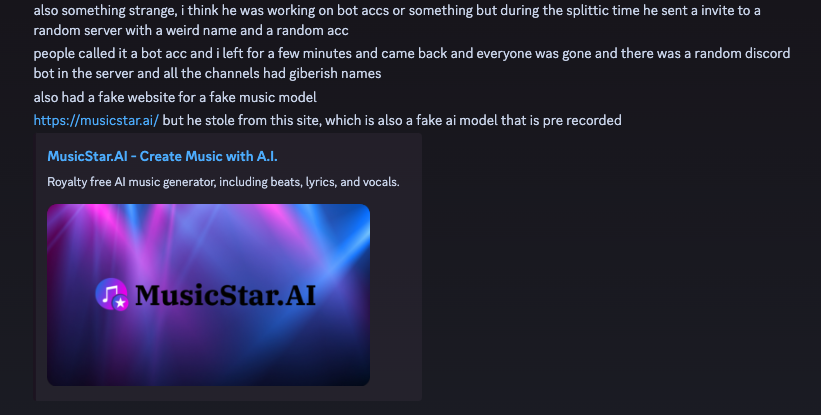 also something strange, i think he was working on bot accs or something but during the splittic time he sent a invite to a
random server with a weird name and a random acc
people called it a bot acc and i left for a few minutes and came back and everyone was gone and there was a random discord
bot in the server and all the channels had giberish names
also had a fake website for a fake music model
https://musicstar.ai/ but he stole from this site, which is also a fake ai model that is pre recorded
MusicStar.AI - Create Music with A.I.
Royalty free AI music generator, including beats, lyrics, and vocals.
MusicStar.AI